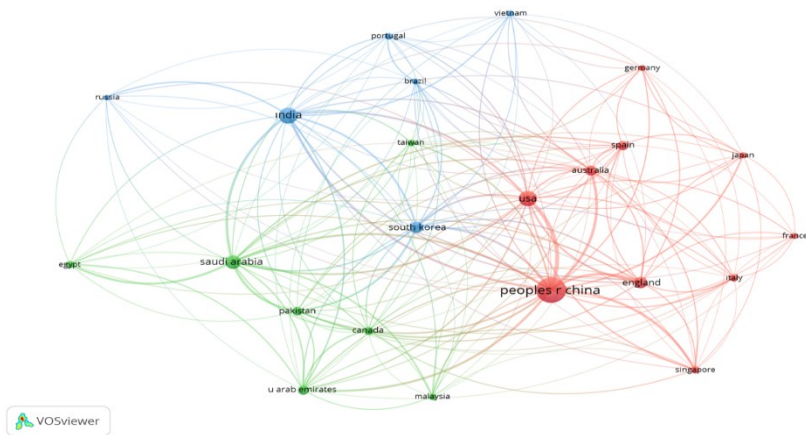 vietnam
portugal
germany
brazil
russia
india
taiwan
spain
japan
australia
usa
south korea
france
saudi arabia
egypt
italy
england
peoples r china
pakistan
canada
singapore
u arab emirates
malaysia
VOSviewer